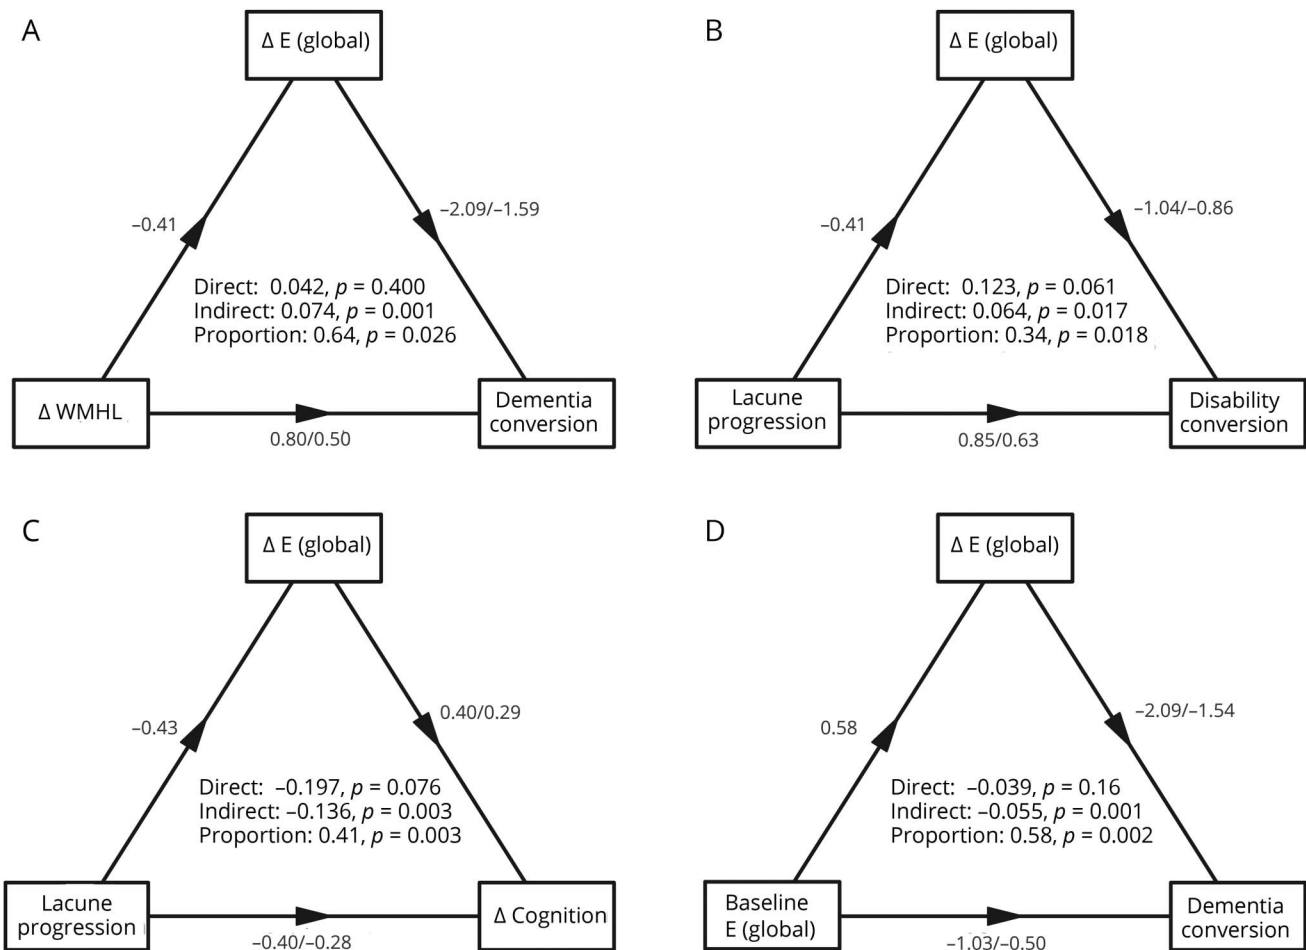 A
Δ E (global)
–0.41
–2.09/–1.59
Direct: 0.042, p = 0.400
Indirect: 0.074, p = 0.001
Proportion: 0.64, p = 0.026
Δ WMHL
Dementia
conversion
0.80/0.50
B
Δ E (global)
–0.41
–1.04/–0.86
Direct: 0.123, p = 0.061
Indirect: 0.064, p = 0.017
Proportion: 0.34, p = 0.018
Lacune
progression
Disability
conversion
0.85/0.63
C
Δ E (global)
–0.43
0.40/0.29
Direct: –0.197, p = 0.076
Indirect: –0.136, p = 0.003
Proportion: 0.41, p = 0.003
Lacune
progression
Δ Cognition
–0.40/–0.28
D
Δ E (global)
0.58
–2.09/–1.54
Direct: –0.039, p = 0.16
Indirect: –0.055, p = 0.001
Proportion: 0.58, p = 0.002
Baseline
E (global)
Dementia
conversion
–1.03/–0.50